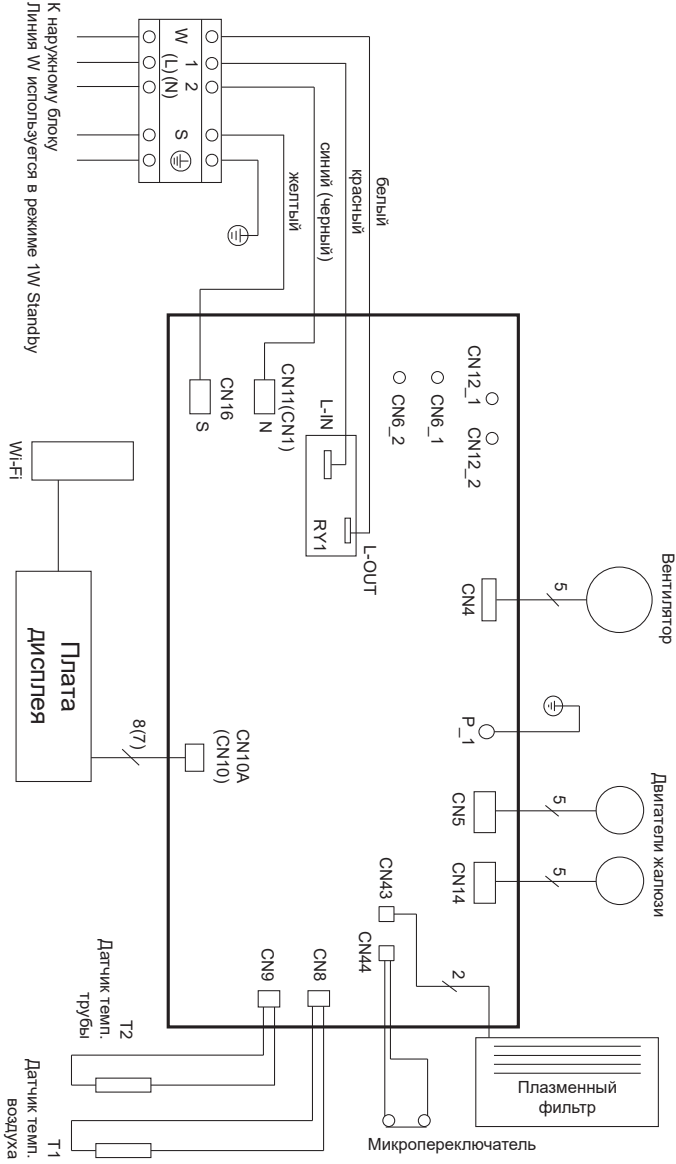 К наружному блоку
Линия W используется в режиме 1W Standby
W
1
(L)
2
(N)
S
белый
красный
синий (черный)
желтый
CN12_1
CN12_2
CN6_1
CN6_2
L-IN
RY1
L-OUT
CN11(CN1)
N
CN16
S
Вентилятор
5
CN4
P_1
Двигатели жалюзи
5
CN5
5
CN14
CN43
CN44
2
Плазменный
фильтр
Микропереключатель
CN8
CN9
T2
Датчик темп.
трубы
T1
Датчик темп.
воздуха
CN10A
(CN10)
8(7)
Плата
дисплея
Wi-Fi